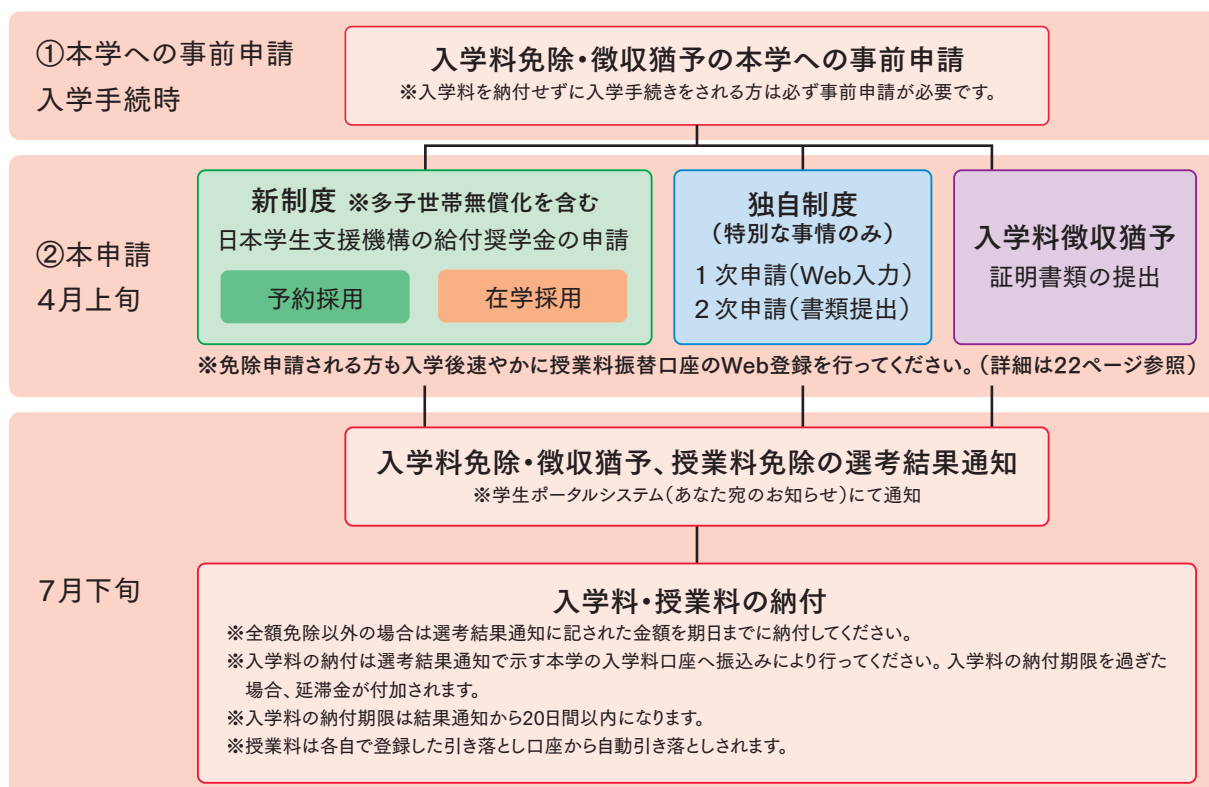 ①本学への事前申請
入学手続時
入学料免除・徴収猶予の本学への事前申請
※入学料を納付せずに入学手続きをされる方は必ず事前申請が必要です。
②本申請
4月上旬
新制度 ※多子世帯無償化を含む
日本学生支援機構の給付奨学金の申請
予約採用
在学採用
独自制度
(特別な事情のみ)
1次申請(Web入力)
2次申請(書類提出)
入学料徴収猶予
証明書類の提出
※免除申請される方も入学後速やかに授業料振替口座のWeb登録を行ってください。(詳細は22ページ参照)
7月下旬
入学料免除・徴収猶予、授業料免除の選考結果通知
※学生ポータルシステム(あなた宛のお知らせ)にて通知
入学料・授業料の納付
※全額免除以外の場合は選考結果通知に記された金額を期日までに納付してください。
※入学料の納付は選考結果通知で示す本学の入学料口座へ振込みにより行ってください。入学料の納付期限を過ぎた
場合、延滞金が付加されます。
※入学料の納付期限は結果通知から20日間以内になります。
※授業料は各自で登録した引き落とし口座から自動引き落としされます。